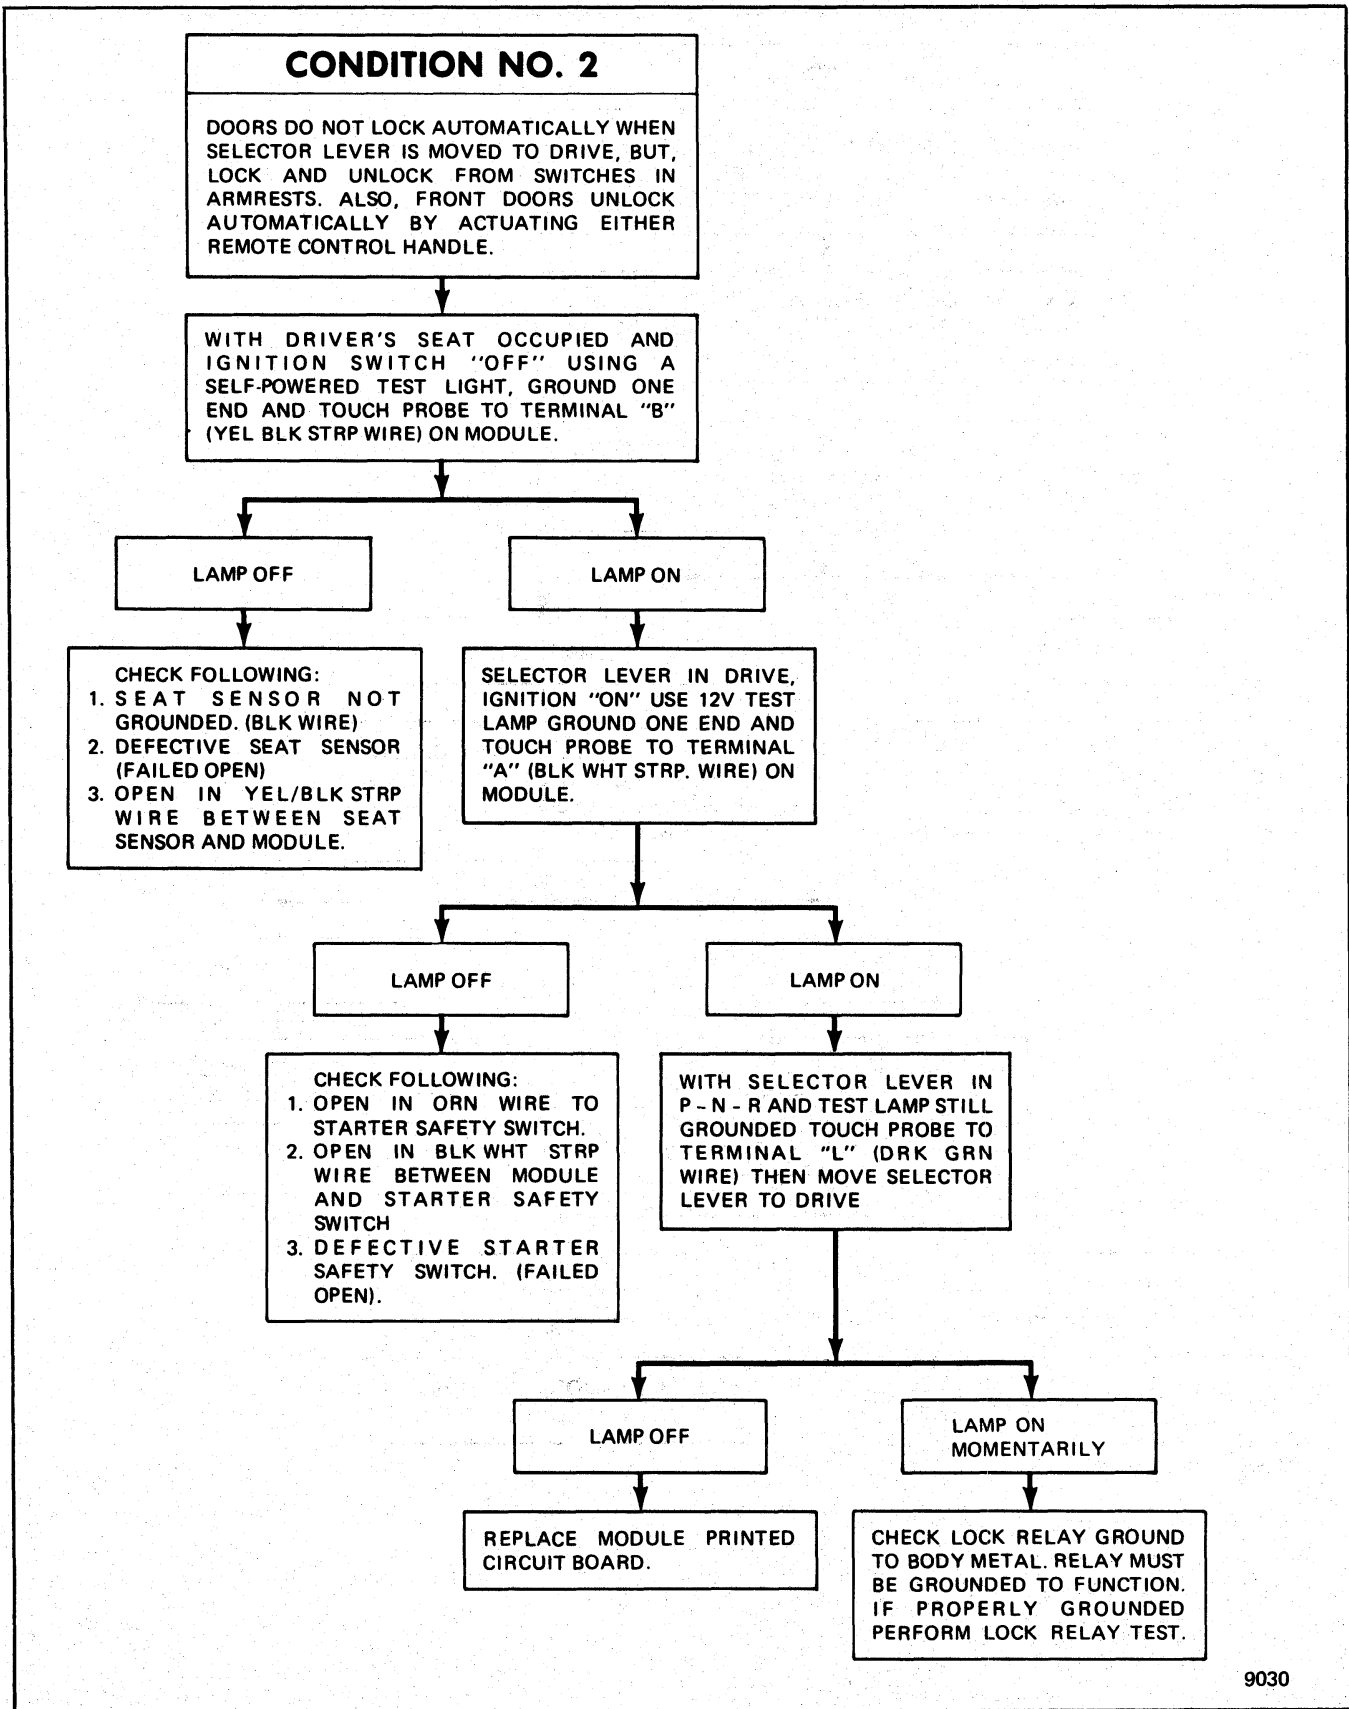 CONDITION NO. 2
DOORS DO NOT LOCK AUTOMATICALLY WHEN
SELECTOR LEVER IS MOVED TO DRIVE, BUT,
LOCK AND UNLOCK FROM SWITCHES IN
ARMRESTS. ALSO, FRONT DOORS UNLOCK
AUTOMATICALLY BY ACTUATING EITHER
REMOTE CONTROL HANDLE.
WITH DRIVER'S SEAT OCCUPIED AND
IGNITION SWITCH "OFF" USING A
SELF-POWERED TEST LIGHT, GROUND ONE
END AND TOUCH PROBE TO TERMINAL "B"
(YEL BLK STRP WIRE) ON MODULE.
LAMP OFF
LAMP ON
CHECK FOLLOWING:
1. SEAT SENSOR NOT
GROUNDED. (BLK WIRE)
2. DEFECTIVE SEAT SENSOR
(FAILED OPEN)
3. OPEN IN YEL/BLK STRP
WIRE BETWEEN SEAT
SENSOR AND MODULE.
SELECTOR LEVER IN DRIVE,
IGNITION "ON" USE 12V TEST
LAMP GROUND ONE END AND
TOUCH PROBE TO TERMINAL
"A" (BLK WHT STRP. WIRE) ON
MODULE.
LAMP OFF
LAMP ON
CHECK FOLLOWING:
1. OPEN IN ORN WIRE TO
STARTER SAFETY SWITCH.
2. OPEN IN BLK WHT STRP
WIRE BETWEEN MODULE
AND STARTER SAFETY
SWITCH
3. DEFECTIVE STARTER
SAFETY SWITCH. (FAILED
OPEN).
WITH SELECTOR LEVER IN
P - N - R AND TEST LAMP STILL
GROUNDED TOUCH PROBE TO
TERMINAL "L" (DRK GRN
WIRE) THEN MOVE SELECTOR
LEVER TO DRIVE
LAMP OFF
LAMP ON
MOMENTARILY
REPLACE MODULE PRINTED
CIRCUIT BOARD.
CHECK LOCK RELAY GROUND
TO BODY METAL. RELAY MUST
BE GROUNDED TO FUNCTION.
IF PROPERLY GROUNDED
PERFORM LOCK RELAY TEST.
9030